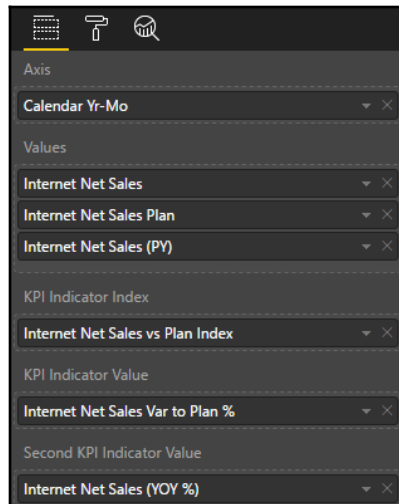 Axis
Calendar Yr-Mo
Values
Internet Net Sales
Internet Net Sales Plan
Internet Net Sales (PY)
KPI Indicator Index
Internet Net Sales vs Plan Index
KPI Indicator Value
Internet Net Sales Var to Plan %
Second KPI Indicator Value
Internet Net Sales (YOY %)